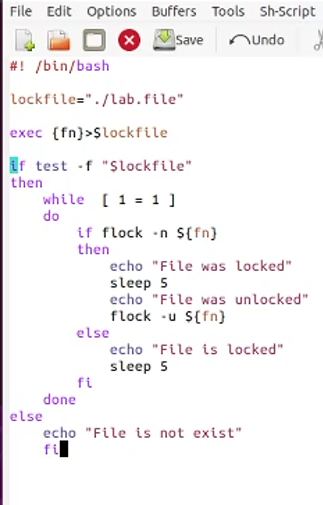 File Edit Options Buffers Tools Sh-Script
Save Undo
#! /bin/bash
lockfile="./lab.file"
exec {fn}>$lockfile
if test -f "$lockfile"
then
while [ 1 = 1 ]
do
if flock -n ${fn}
then
echo "File was locked"
sleep 5
echo "File was unlocked"
flock -u ${fn}
else
echo "File is locked"
sleep 5
fi
done
else
echo "File is not exist"
fi